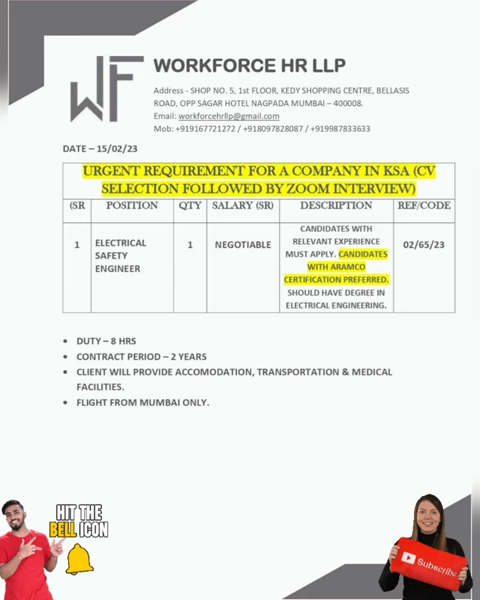 WF
WORKFORCE HR LLP
Address - SHOP NO. 5, 1st FLOOR, KEDY SHOPPING CENTRE, BELLASIS
ROAD, OPP SAGAR HOTEL NAGPADA MUMBAI – 400008.
Email: workforcehrllp@gmail.com
Mob: +919167721272 / +918097828087 / +919987833633
DATE – 15/02/23
URGENT REQUIREMENT FOR A COMPANY IN KSA (CV
SELECTION FOLLOWED BY ZOOM INTERVIEW)
(SR POSITION QTY SALARY (SR) DESCRIPTION REF/CODE
1 ELECTRICAL SAFETY ENGINEER 1 NEGOTIABLE
CANDIDATES WITH
RELEVANT EXPERIENCE
MUST APPLY. CANDIDATES
WITH ARAMCO
CERTIFICATION PREFERRED.
SHOULD HAVE DEGREE IN
ELECTRICAL ENGINEERING.
02/65/23
• DUTY – 8 HRS
• CONTRACT PERIOD – 2 YEARS
• CLIENT WILL PROVIDE ACCOMODATION, TRANSPORTATION & MEDICAL
FACILITIES.
• FLIGHT FROM MUMBAI ONLY.
HIT THE
BELL ICON
Subscribe